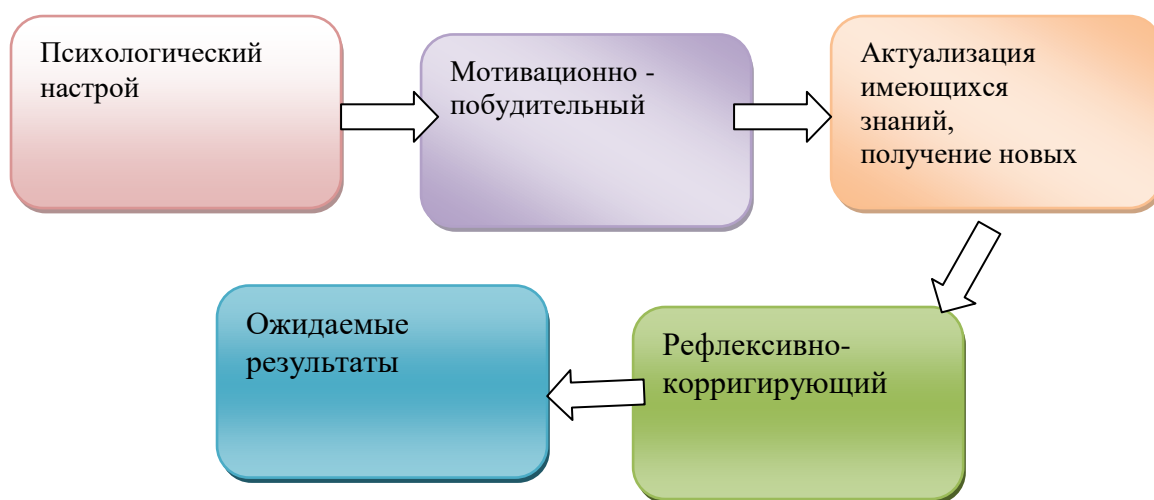 Психологический
настрой
Мотивационно -
побудительный
Актуализация
имеющихся
знаний,
получение новых
Рефлексивно-
корригирующий
Ожидаемые
результаты